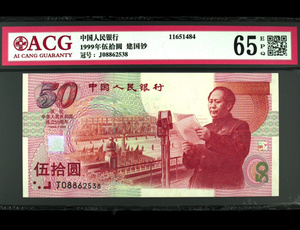 ACG
AI CANG GUARANTY
中国人民银行 11651484
1999年伍拾圆 建国钞
冠号: J08862538
65 EPQ
50 中国人民银行
伍拾圆
J08862538